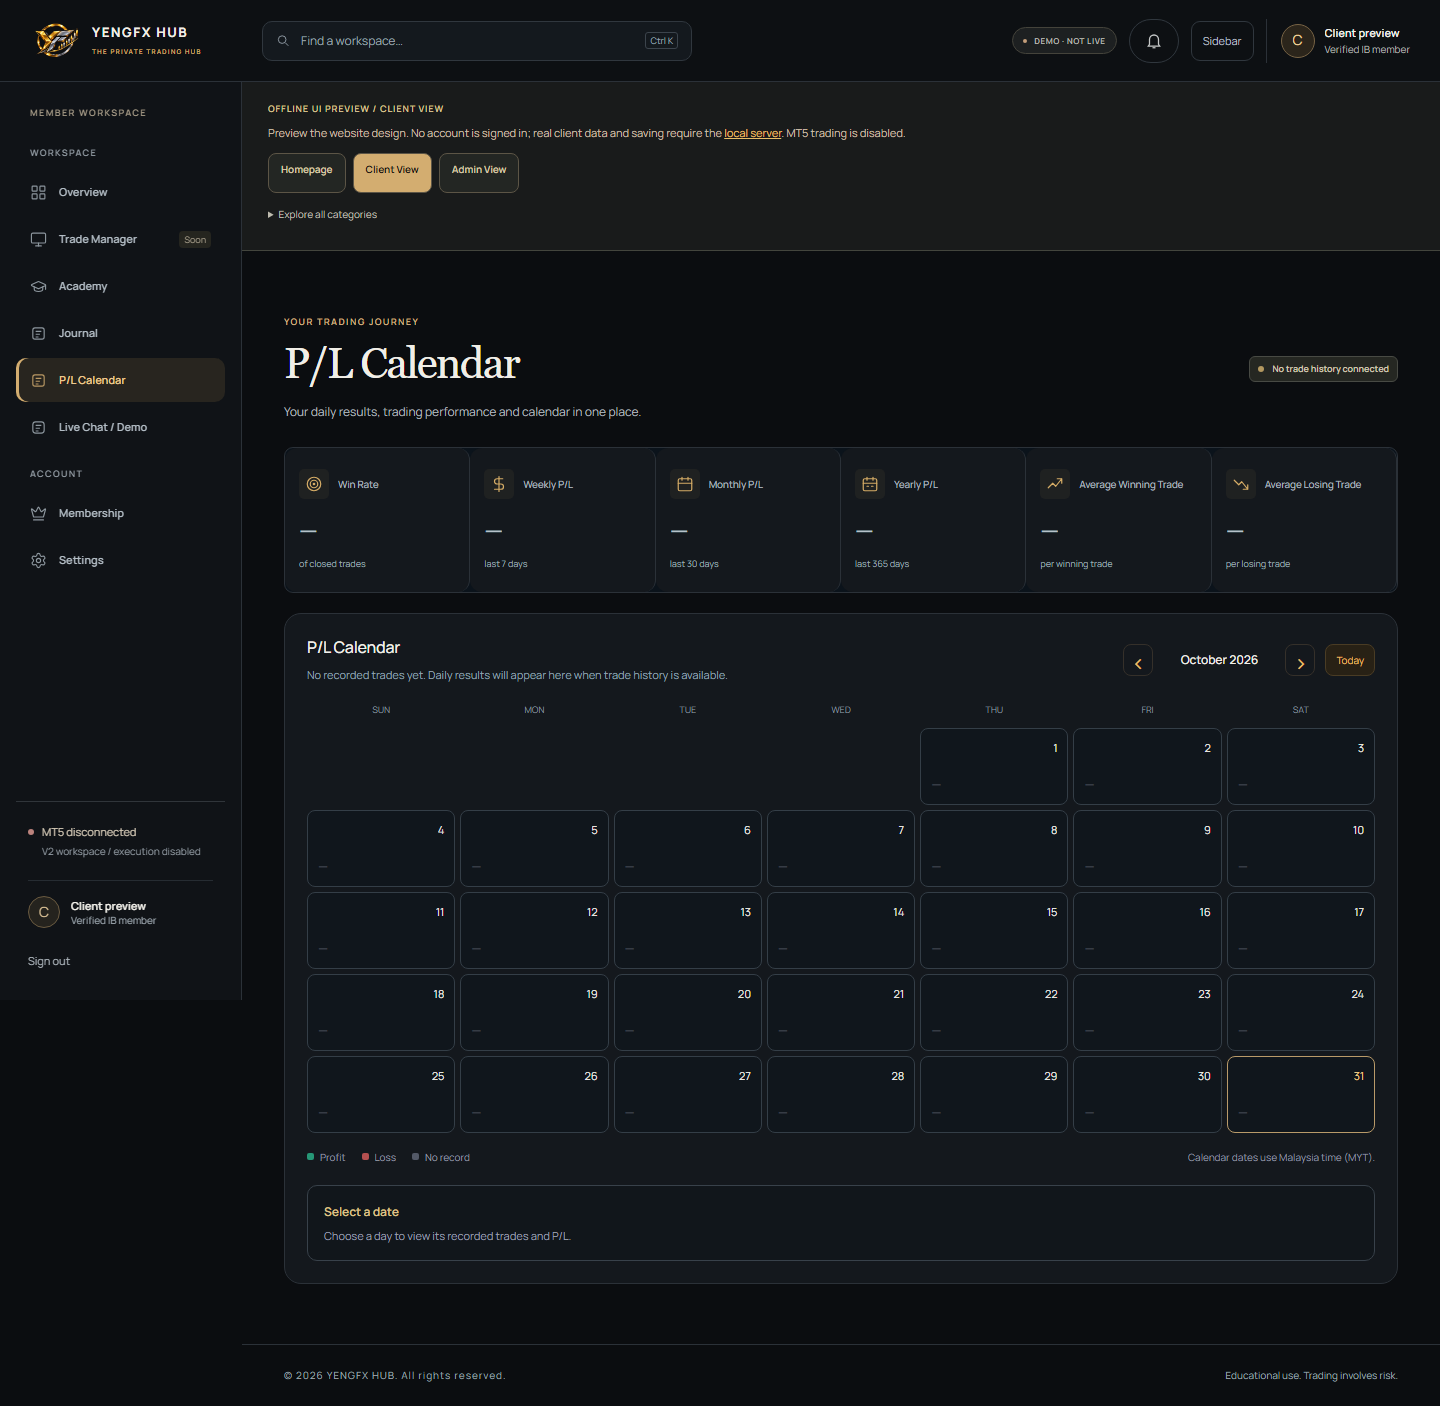 YENGFX HUB
THE PRIVATE TRADING HUB
Find a workspace...
Ctrl K
DEMO - NOT LIVE
Sidebar
C
Client preview
Verified IB member
MEMBER WORKSPACE
WORKSPACE
Overview
Trade Manager
Soon
Academy
Journal
P/L Calendar
Live Chat / Demo
ACCOUNT
Membership
Settings
MT5 disconnected
V2 workspace / execution disabled
C
Client preview
Verified IB member
Sign out
OFFLINE UI PREVIEW / CLIENT VIEW
Preview the website design. No account is signed in; real client data and saving require the local server. MT5 trading is disabled.
Homepage
Client View
Admin View
Explore all categories
YOUR TRADING JOURNEY
P/L Calendar
No trade history connected
Your daily results, trading performance and calendar in one place.
Win Rate
—
of closed trades
Weekly P/L
—
last 7 days
Monthly P/L
—
last 30 days
Yearly P/L
—
last 365 days
Average Winning Trade
—
per winning trade
Average Losing Trade
—
per losing trade
P/L Calendar
No recorded trades yet. Daily results will appear here when trade history is available.
October 2026
Today
SUN MON TUE WED THU FRI SAT
1 2 3
— — —
4 5 6 7 8 9 10
— — — — — — —
11 12 13 14 15 16 17
— — — — — — —
18 19 20 21 22 23 24
— — — — — — —
25 26 27 28 29 30 31
— — — — — — —
Profit
Loss
No record
Calendar dates use Malaysia time (MYT).
Select a date
Choose a day to view its recorded trades and P/L.
© 2026 YENGFX HUB. All rights reserved.
Educational use. Trading involves risk.